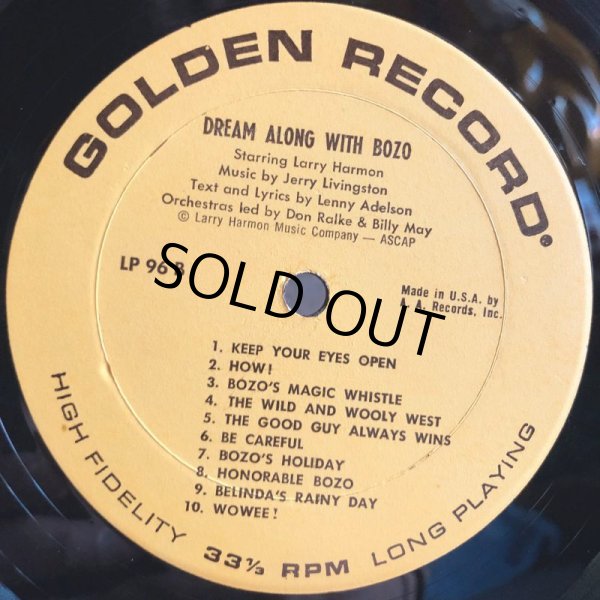 GOLDEN RECORD®
DREAM ALONG WITH BOZO
Starring Larry Harmon
Music by Jerry Livingston
Text and Lyrics by Lenny Adelson
Orchestras led by Don Ralke & Billy May
© Larry Harmon Music Company — ASCAP
LP 96 B
SOLD OUT
Made in U.S.A. by
A. A. Records, Inc.
1. KEEP YOUR EYES OPEN
2. HOW!
3. BOZO'S MAGIC WHISTLE
4. THE WILD AND WOOLY WEST
5. THE GOOD GUY ALWAYS WINS
6. BE CAREFUL
7. BOZO'S HOLIDAY
8. HONORABLE BOZO
9. BELINDA'S RAINY DAY
10. WOWEE!
HIGH FIDELITY 33⅓ RPM LONG PLAYING